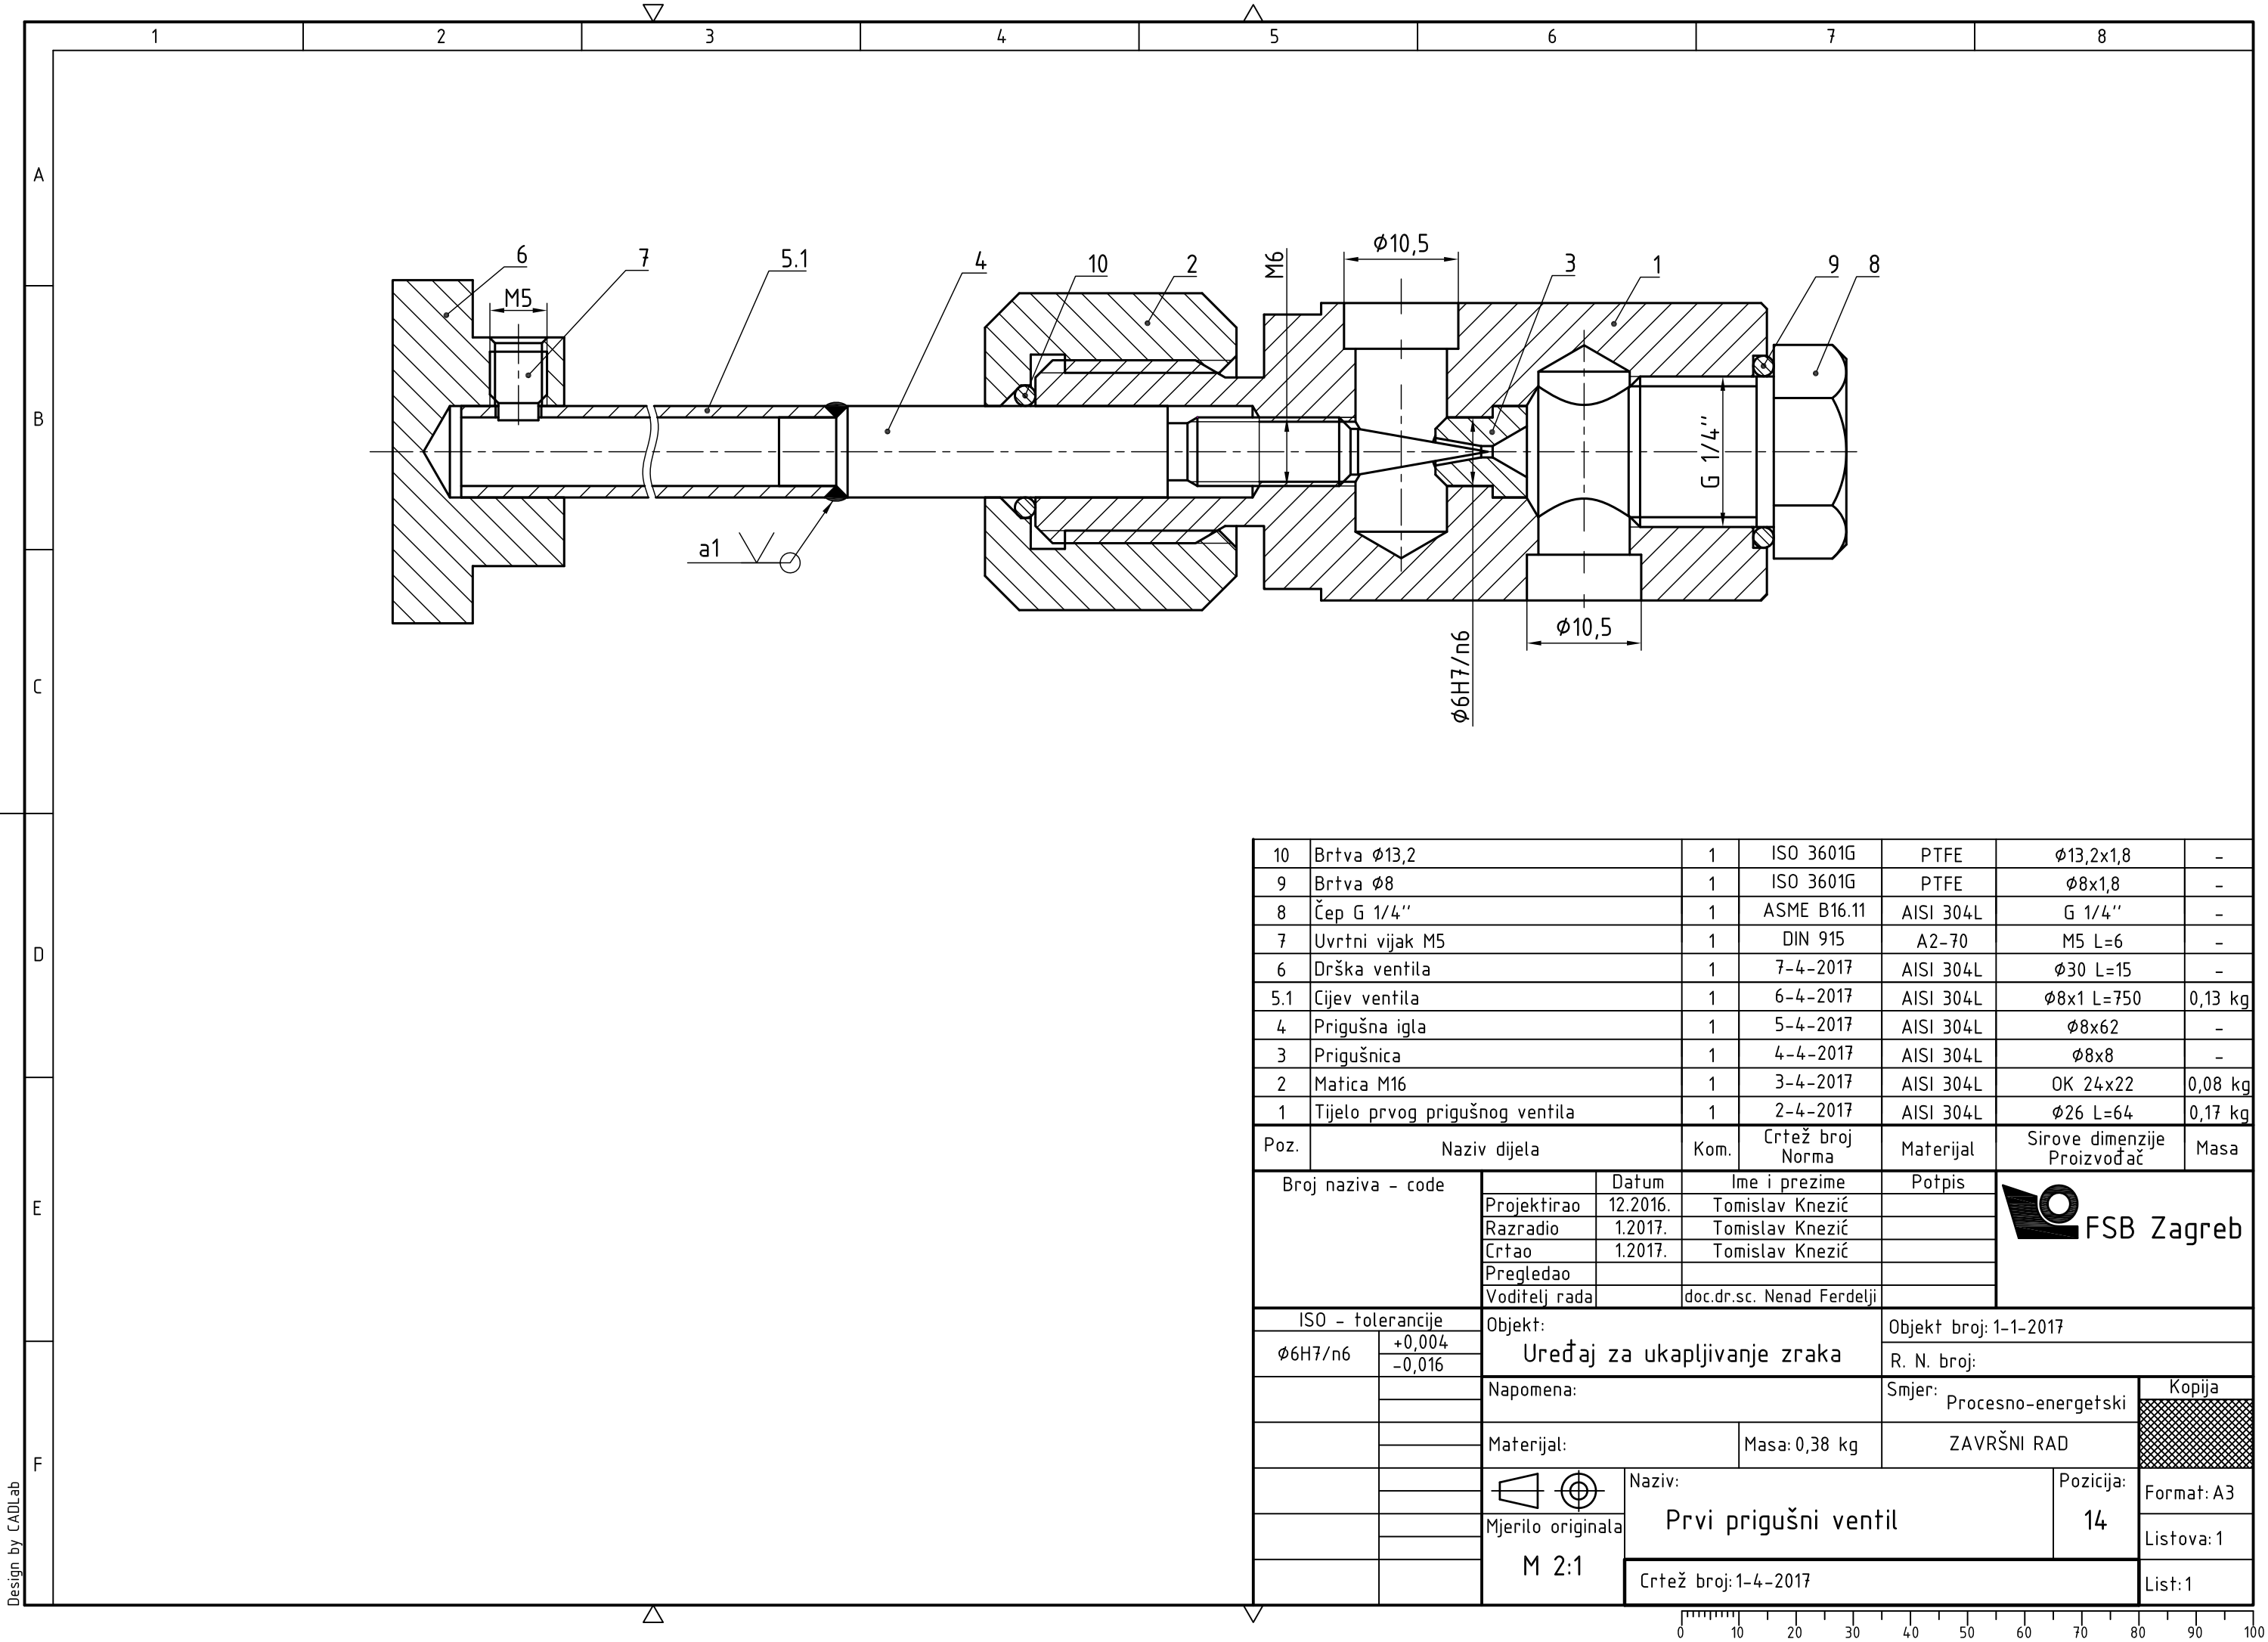 1 2 3 4 5 6 7 8
A
B
C
D
E
F
6
7
5.1
4
10
2
M6
Ø10,5
3
1
9
8
M5
G 1/4''
a1
Ø10,5
Ø6H7/n6
10 Brtva Ø13,2 1 ISO 3601G PTFE Ø13,2x1,8 -
9 Brtva Ø8 1 ISO 3601G PTFE Ø8x1,8 -
8 Čep G 1/4'' 1 ASME B16.11 AISI 304L G 1/4'' -
7 Uvrtni vijak M5 1 DIN 915 A2-70 M5 L=6 -
6 Drška ventila 1 7-4-2017 AISI 304L Ø30 L=15 -
5.1 Cijev ventila 1 6-4-2017 AISI 304L Ø8x1 L=750 0,13 kg
4 Prigušna igla 1 5-4-2017 AISI 304L Ø8x62 -
3 Prigušnica 1 4-4-2017 AISI 304L Ø8x8 -
2 Matica M16 1 3-4-2017 AISI 304L OK 24x22 0,08 kg
1 Tijelo prvog prigušnog ventila 1 2-4-2017 AISI 304L Ø26 L=64 0,17 kg
Poz. Naziv dijela Kom. Crtež broj Norma Materijal Sirove dimenzije Proizvođač Masa
Broj naziva - code
Datum Ime i prezime Potpis
Projektirao 12.2016. Tomislav Knezić
Razradio 1.2017. Tomislav Knezić
Crtao 1.2017. Tomislav Knezić
Pregledao
Voditelj rada doc.dr.sc. Nenad Ferdelji
FSB Zagreb
ISO - tolerancije
Ø6H7/n6 +0,004
-0,016
Objekt:
Uređaj za ukapljivanje zraka
Objekt broj: 1-1-2017
R. N. broj:
Napomena:
Smjer: Procesno-energetski
Kopija
Materijal:
Masa: 0,38 kg
ZAVRŠNI RAD
Mjerilo originala
M 2:1
Naziv:
Prvi prigušni ventil
Pozicija:
14
Format: A3
Listova: 1
Crtež broj: 1-4-2017
List: 1
Design by CADLab
0 10 20 30 40 50 60 70 80 90 100